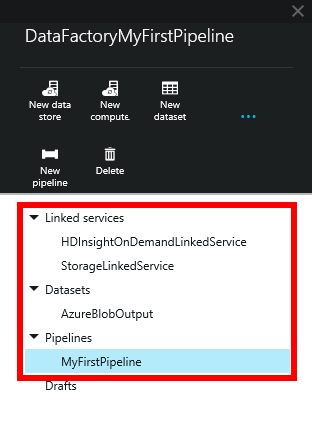 DataFactoryMyFirstPipeline
New data store
New compute.
New dataset
...
New pipeline
Delete
Linked services
HDInsightOnDemandLinkedService
StorageLinkedService
Datasets
AzureBlobOutput
Pipelines
MyFirstPipeline
Drafts